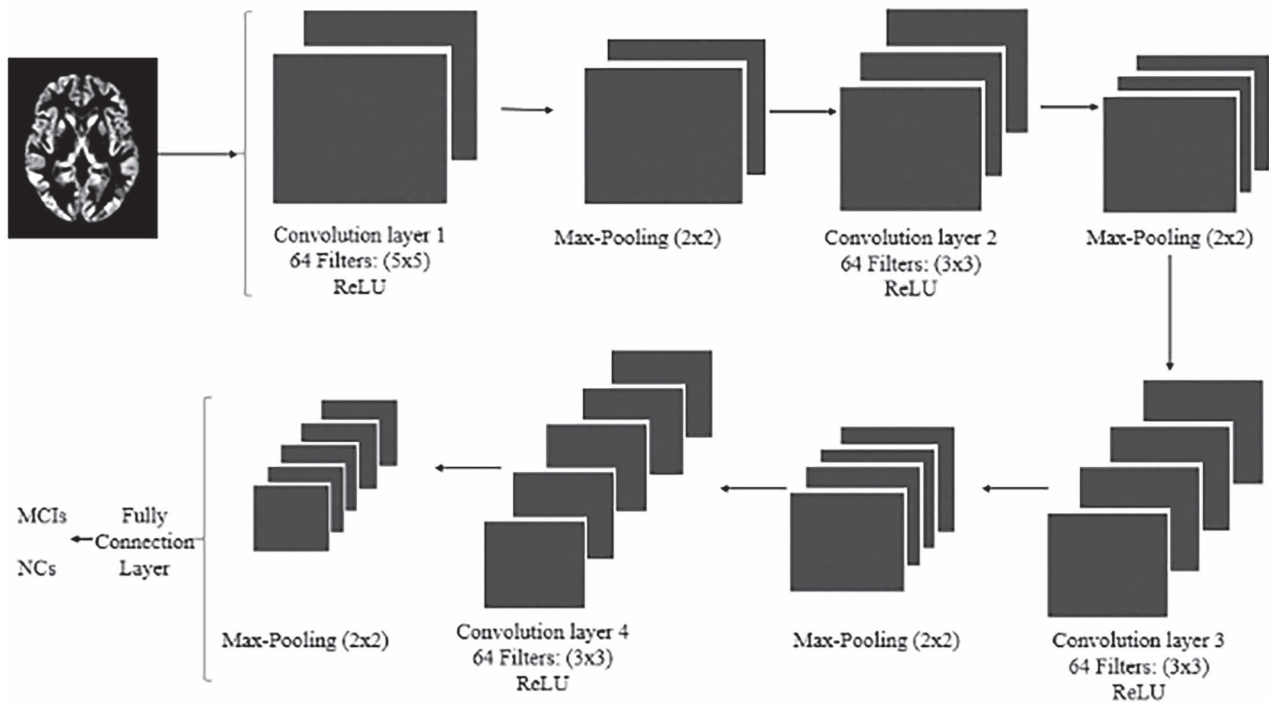 Convolution layer 1
64 Filters: (5x5)
ReLU
Max-Pooling (2x2)
Convolution layer 2
64 Filters: (3x3)
ReLU
Max-Pooling (2x2)
Convolution layer 3
64 Filters: (3x3)
ReLU
Max-Pooling (2x2)
Convolution layer 4
64 Filters: (3x3)
ReLU
Max-Pooling (2x2)
Fully
Connection
Layer
MCIs
NCs